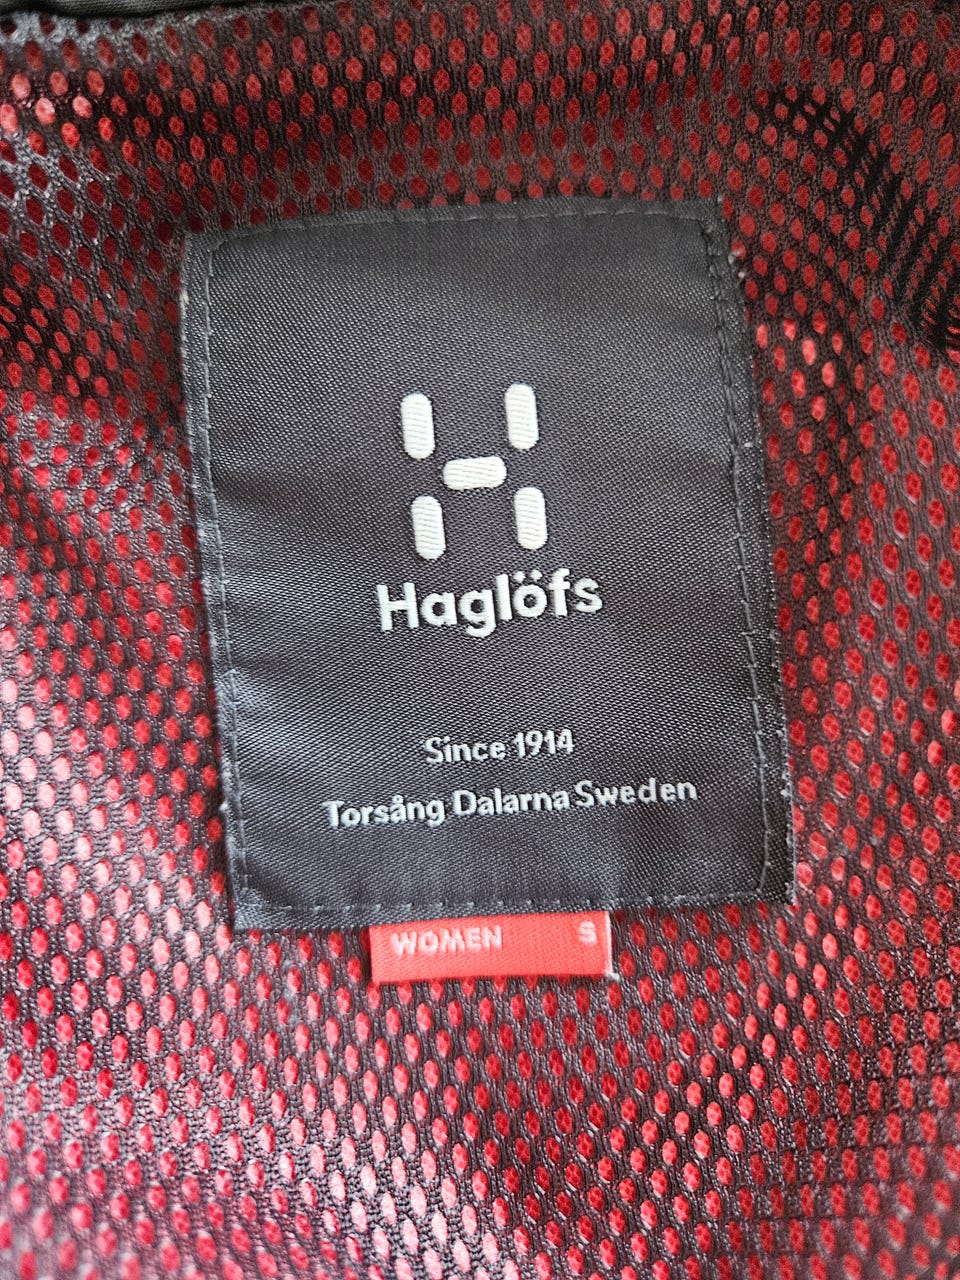 Haglöfs
Since 1914
Torsång Dalarna Sweden
WOMEN S